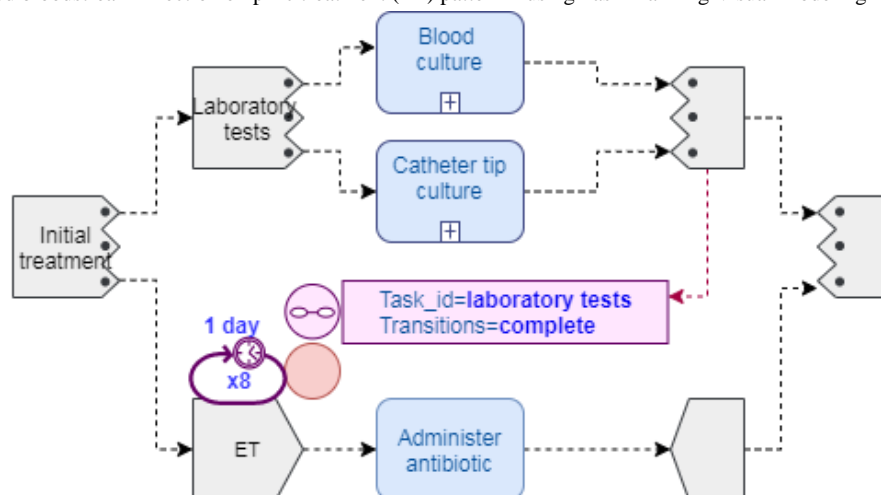 Blood
culture
Laboratory
tests
Catheter tip
culture
Initial
treatment
Task_id=laboratory tests
Transitions=complete
1 day
x8
ET
Administer
antibiotic